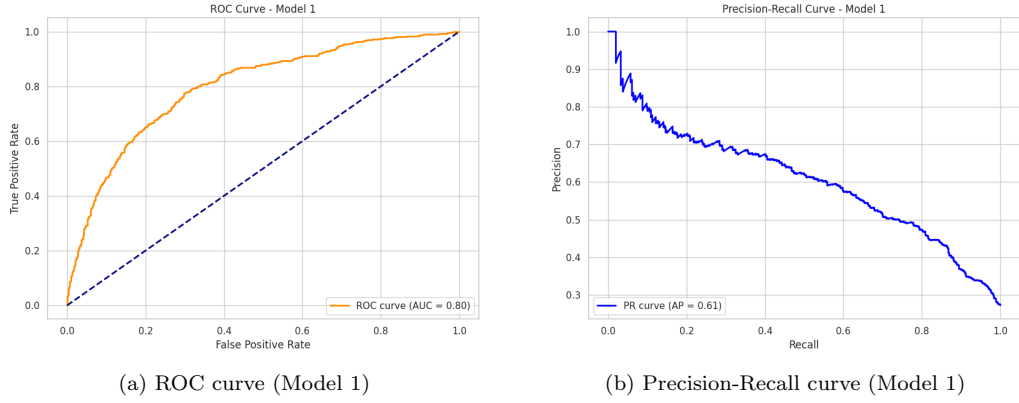 ROC Curve - Model 1
1.0
0.8
0.6
0.4
0.2
0.0
True Positive Rate
0.0 0.2 0.4 0.6 0.8 1.0
False Positive Rate
ROC curve (AUC = 0.80)
(a) ROC curve (Model 1)
Precision-Recall Curve - Model 1
1.0
0.9
0.8
0.7
0.6
0.5
0.4
0.3
Precision
0.0 0.2 0.4 0.6 0.8 1.0
Recall
PR curve (AP = 0.61)
(b) Precision-Recall curve (Model 1)